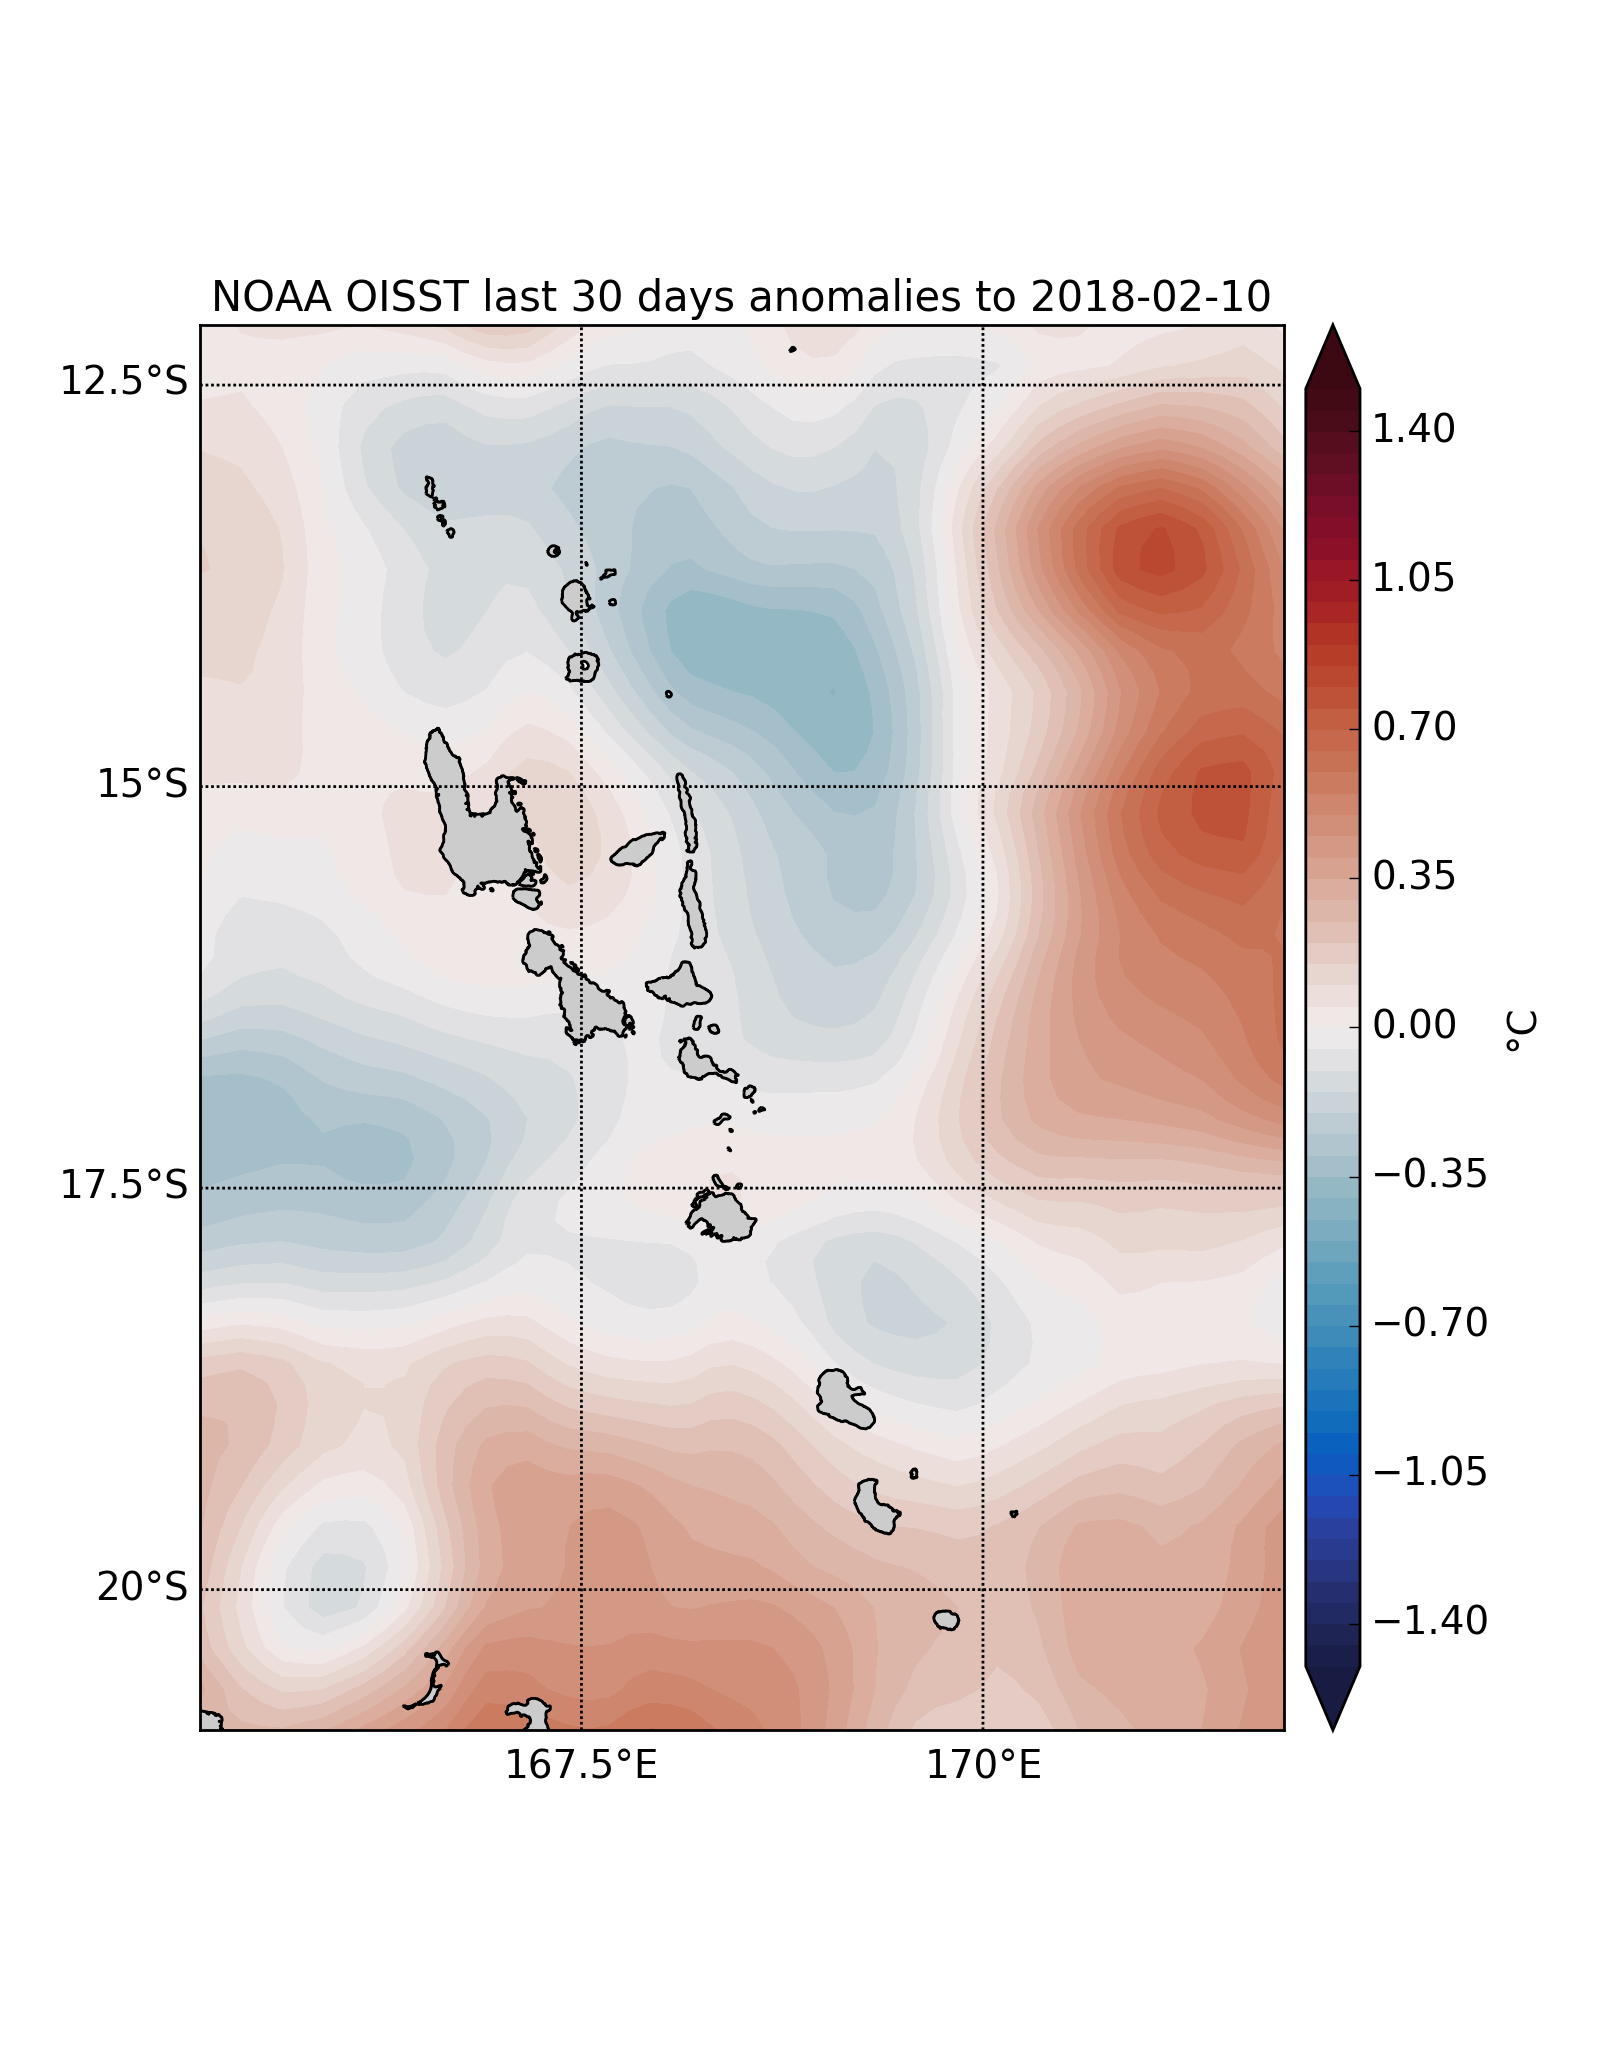 NOAA OISST last 30 days anomalies to 2018-02-10
12.5°S
15°S
17.5°S
20°S
167.5°E
170°E
1.40
1.05
0.70
0.35
0.00
−0.35
−0.70
−1.05
−1.40
°C